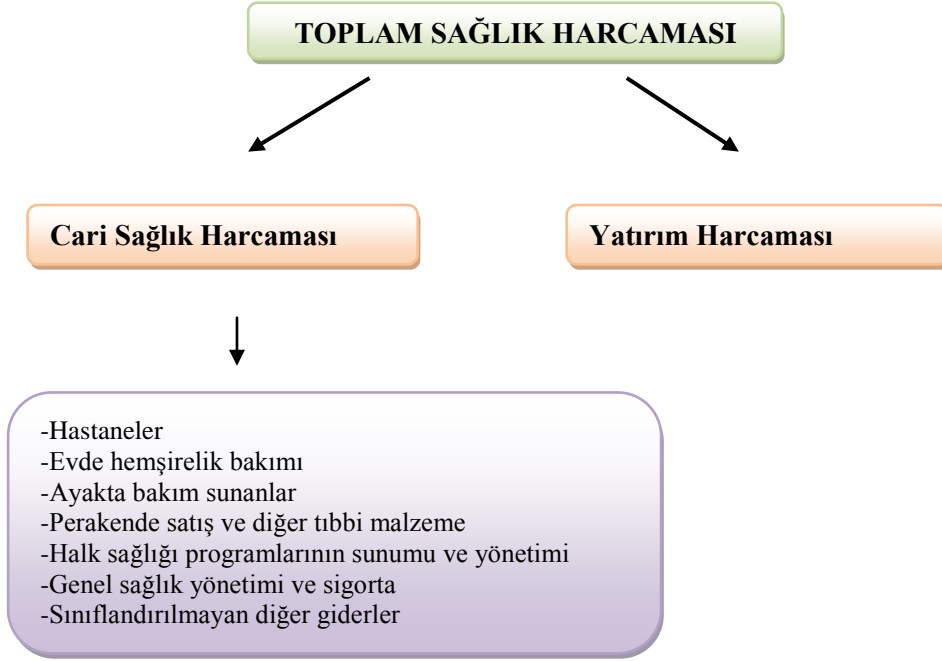 TOPLAM SAĞLIK HARCAMASI
Cari Sağlık Harcaması
Yatırım Harcaması
-Hastaneler
-Evde hemşirelik bakımı
-Ayakta bakım sunanlar
-Perakende satış ve diğer tıbbi malzeme
-Halk sağlığı programlarının sunumu ve yönetimi
-Genel sağlık yönetimi ve sigorta
-Sınıflandırılmayan diğer giderler